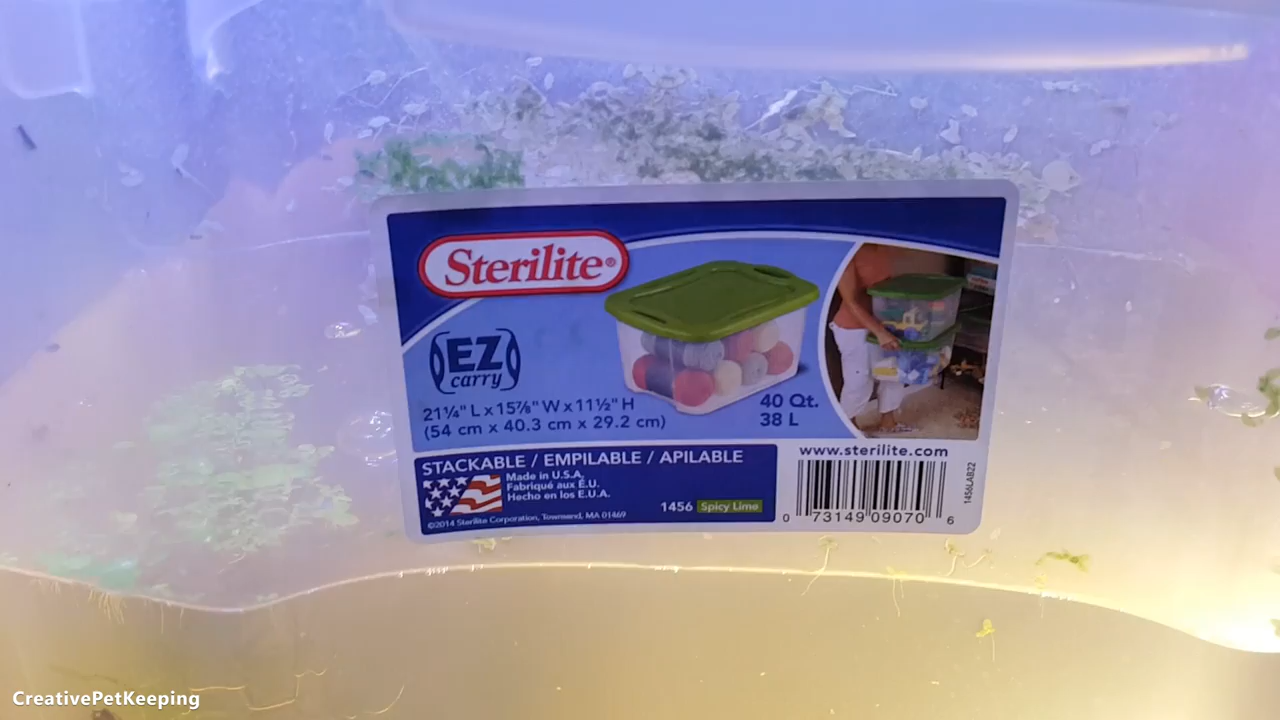 Sterilite®
EZ
carry
21¼" L x 15⅞" W x 11½" H
(54 cm x 40.3 cm x 29.2 cm)
40 Qt.
38 L
STACKABLE / EMPILABLE / APILABLE
Made in U.S.A.
Fabriqué aux É.U.
Hecho en los E.U.A.
©2014 Sterilite Corporation, Townsend, MA 01469
1456 Spicy Lime
www.sterilite.com
0 73149 09070 6
1456LAB22
CreativePetKeeping